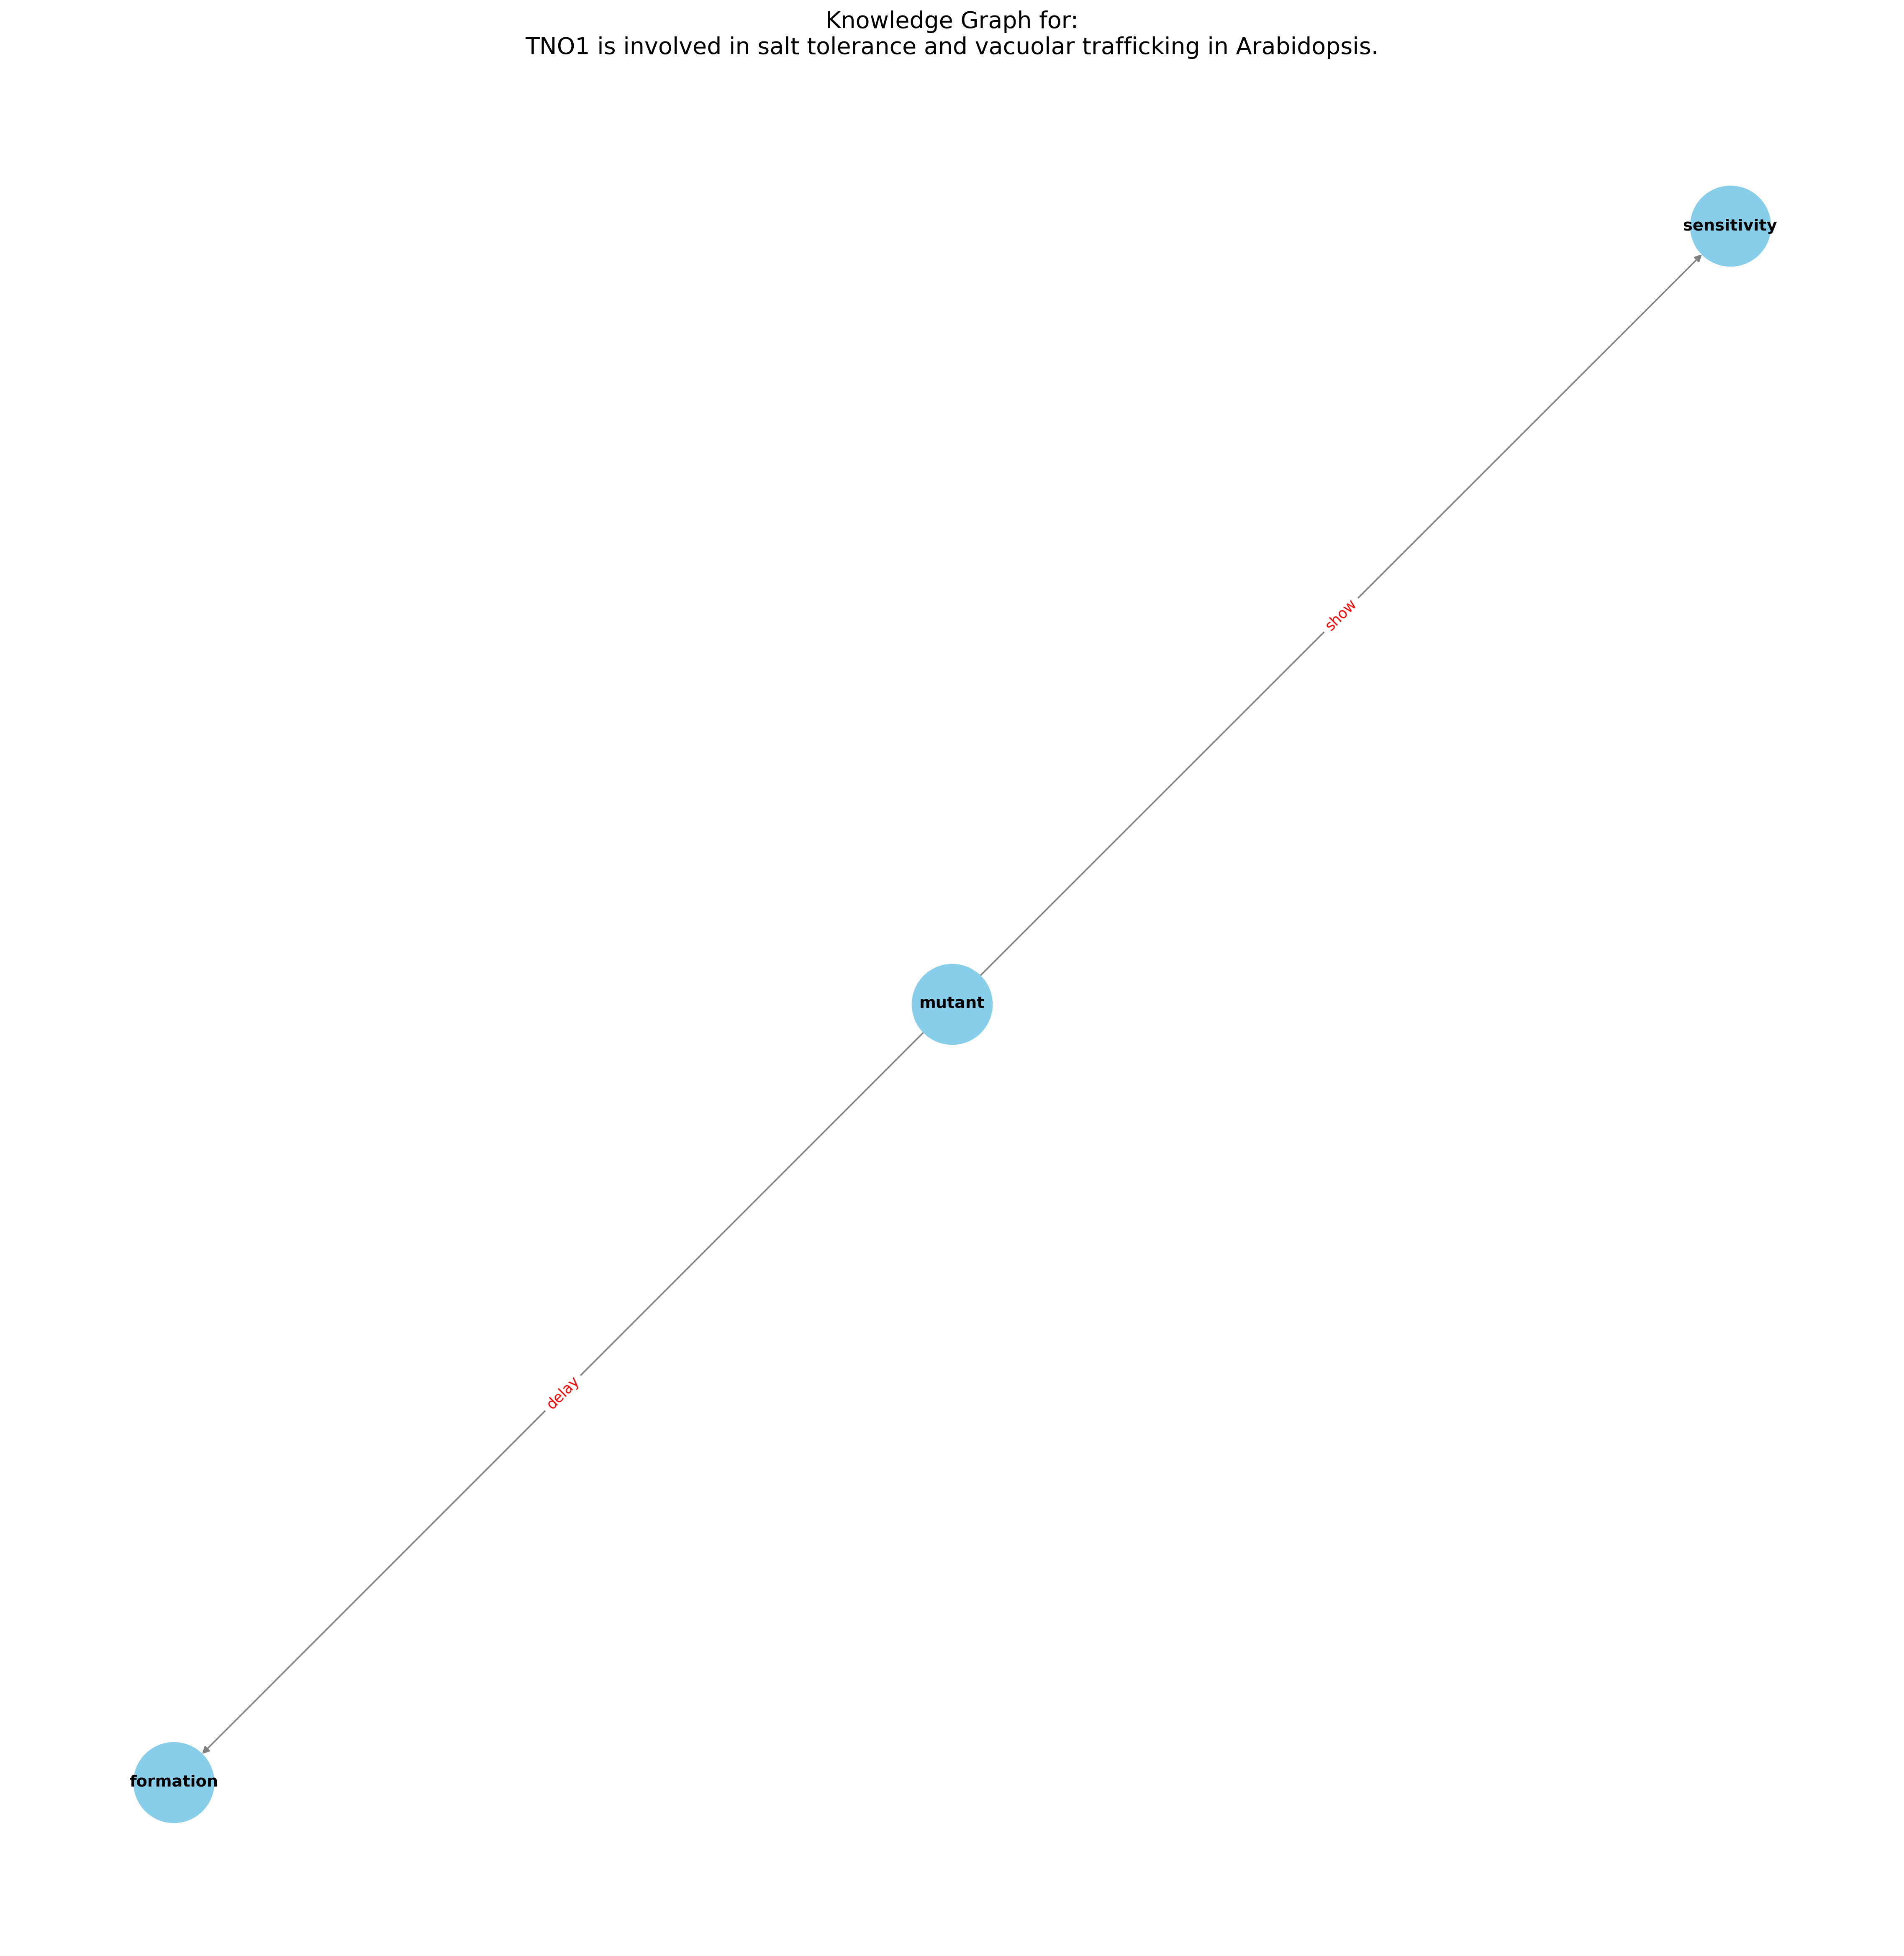 Knowledge Graph for:
TNO1 is involved in salt tolerance and vacuolar trafficking in Arabidopsis.
sensitivity
show
mutant
delay
formation